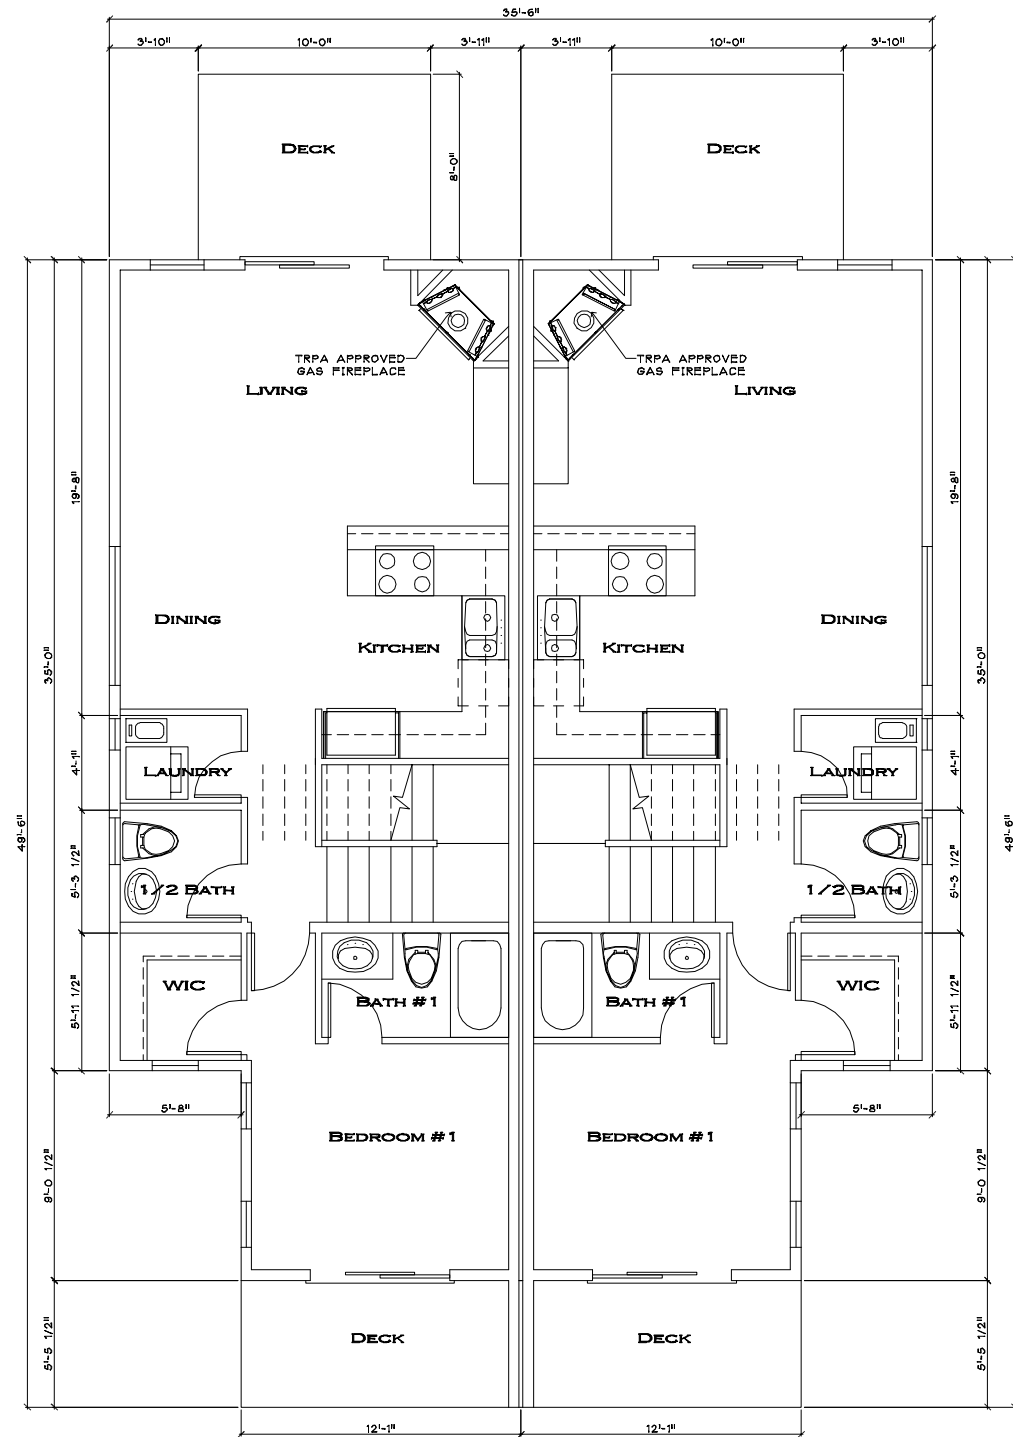 35'-6"
3'-10" 10'-0" 3'-11" 3'-11" 10'-0" 3'-10"
DECK DECK
8'-0"
TRPA APPROVED
GAS FIREPLACE
TRPA APPROVED
GAS FIREPLACE
LIVING LIVING
19'-8" 19'-8"
DINING DINING
KITCHEN KITCHEN
35'-0" 35'-0"
4'-1" 4'-1"
LAUNDRY LAUNDRY
49'-6" 49'-6"
5'-3 1/2" 5'-3 1/2"
1/2 BATH 1/2 BATH
WIC WIC
BATH #1 BATH #1
5'-11 1/2" 5'-11 1/2"
5'-8" 5'-8"
BEDROOM #1 BEDROOM #1
9'-0 1/2" 9'-0 1/2"
DECK DECK
5'-5 1/2" 5'-5 1/2"
12'-1" 12'-1"